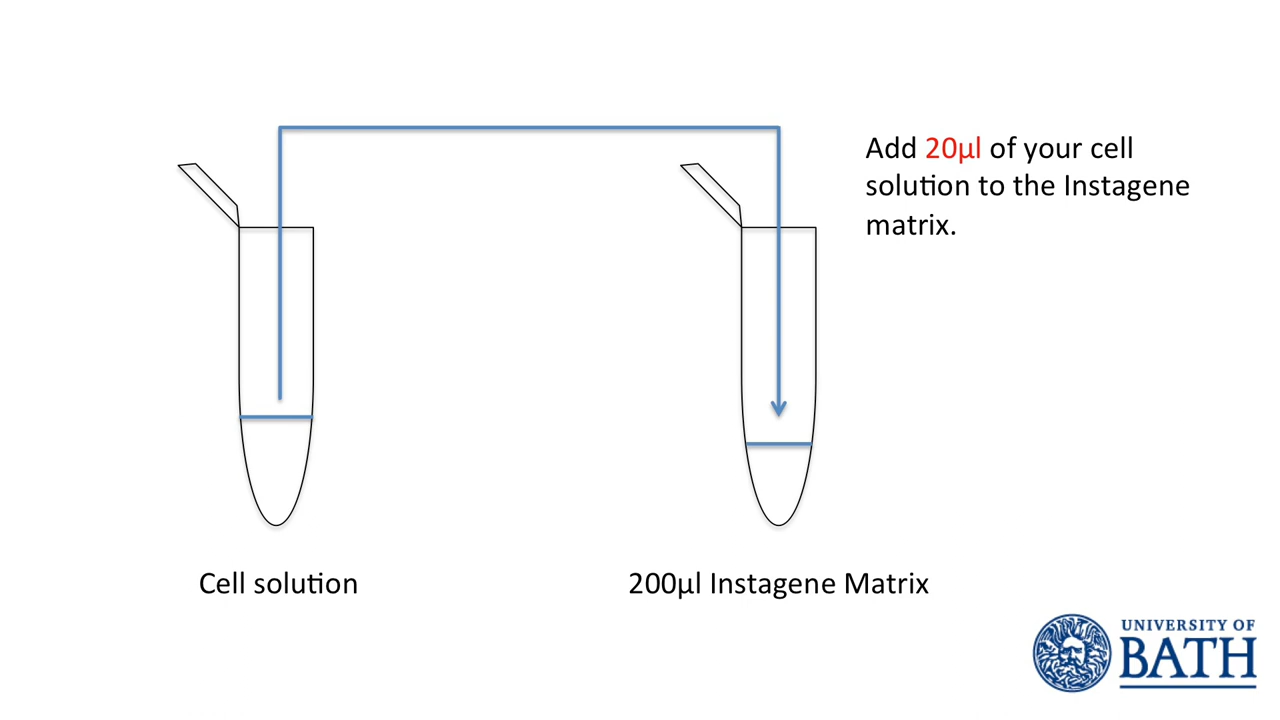 Add 20µl of your cell
solution to the Instagene
matrix.
Cell solution
200µl Instagene Matrix
UNIVERSITY OF
BATH